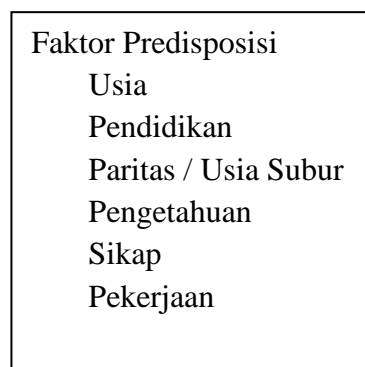 Faktor Predisposisi
Usia
Pendidikan
Paritas / Usia Subur
Pengetahuan
Sikap
Pekerjaan